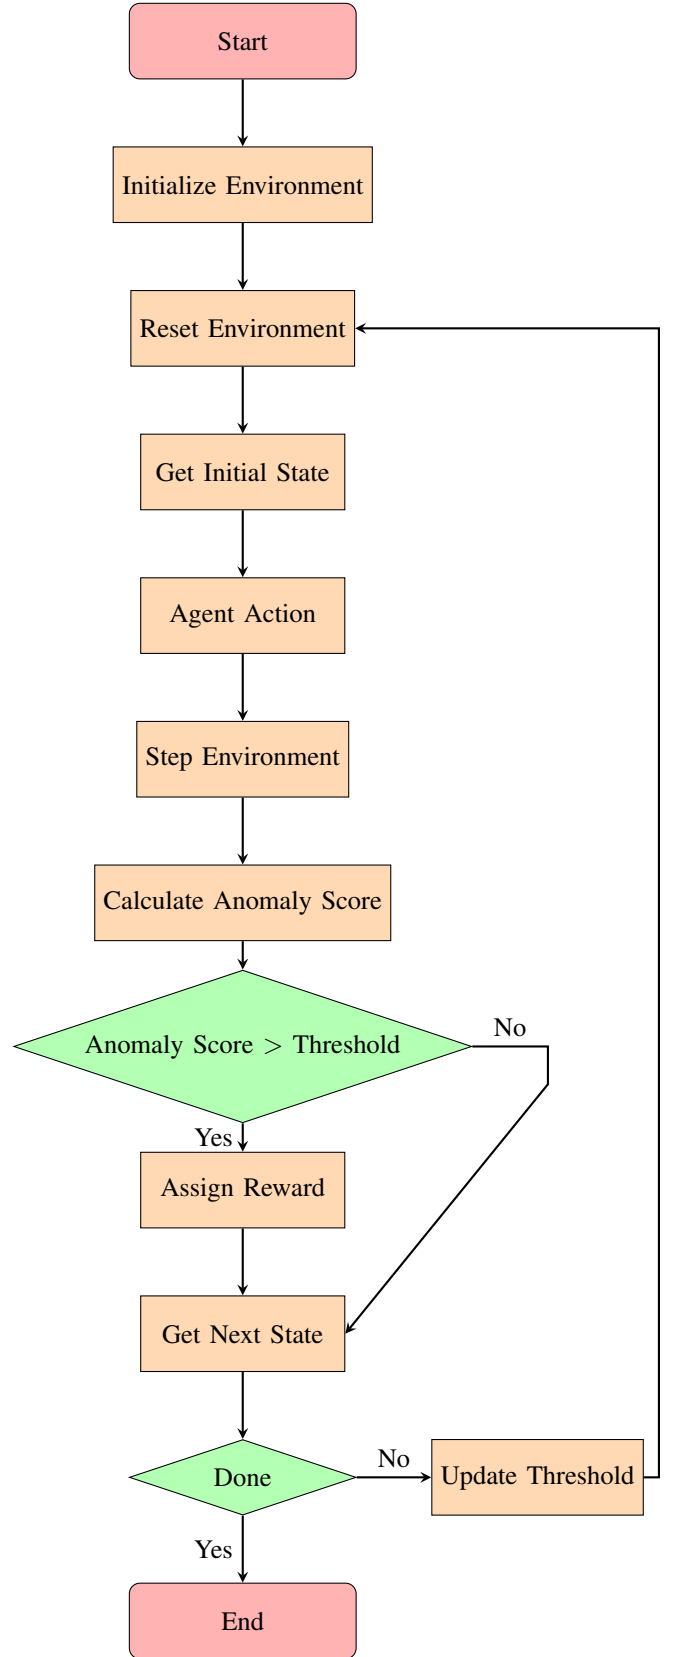 Start
Initialize Environment
Reset Environment
Get Initial State
Agent Action
Step Environment
Calculate Anomaly Score
Anomaly Score > Threshold
No
Yes
Assign Reward
Get Next State
Done
No
Update Threshold
Yes
End